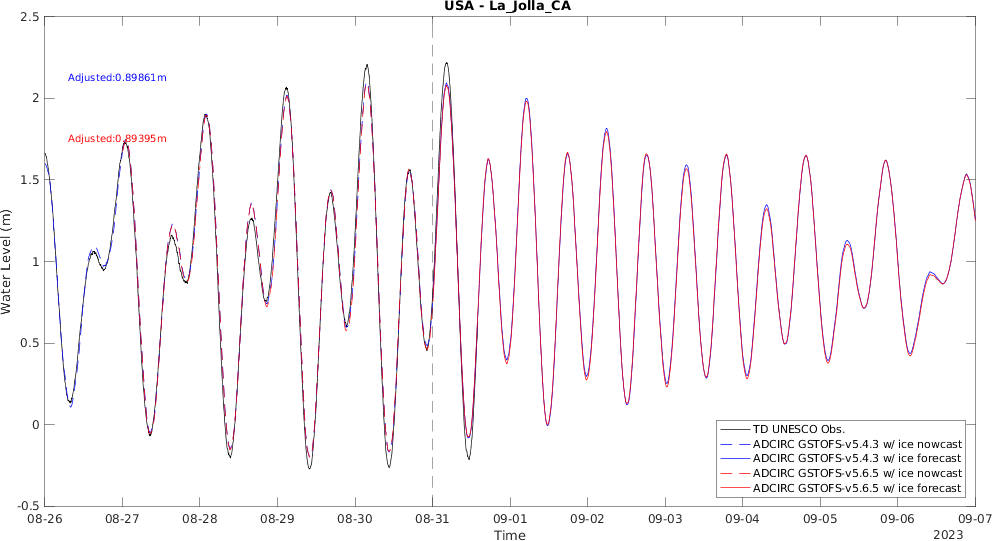 USA - La_Jolla_CA
2.5
2
1.5
1
0.5
0
-0.5
Water Level (m)
Adjusted:0.89861m
Adjusted:0.89395m
TD UNESCO Obs.
ADCIRC GSTOFS-v5.4.3 w/ ice nowcast
ADCIRC GSTOFS-v5.4.3 w/ ice forecast
ADCIRC GSTOFS-v5.6.5 w/ ice nowcast
ADCIRC GSTOFS-v5.6.5 w/ ice forecast
08-26 08-27 08-28 08-29 08-30 08-31 09-01 09-02 09-03 09-04 09-05 09-06 09-07
Time
2023